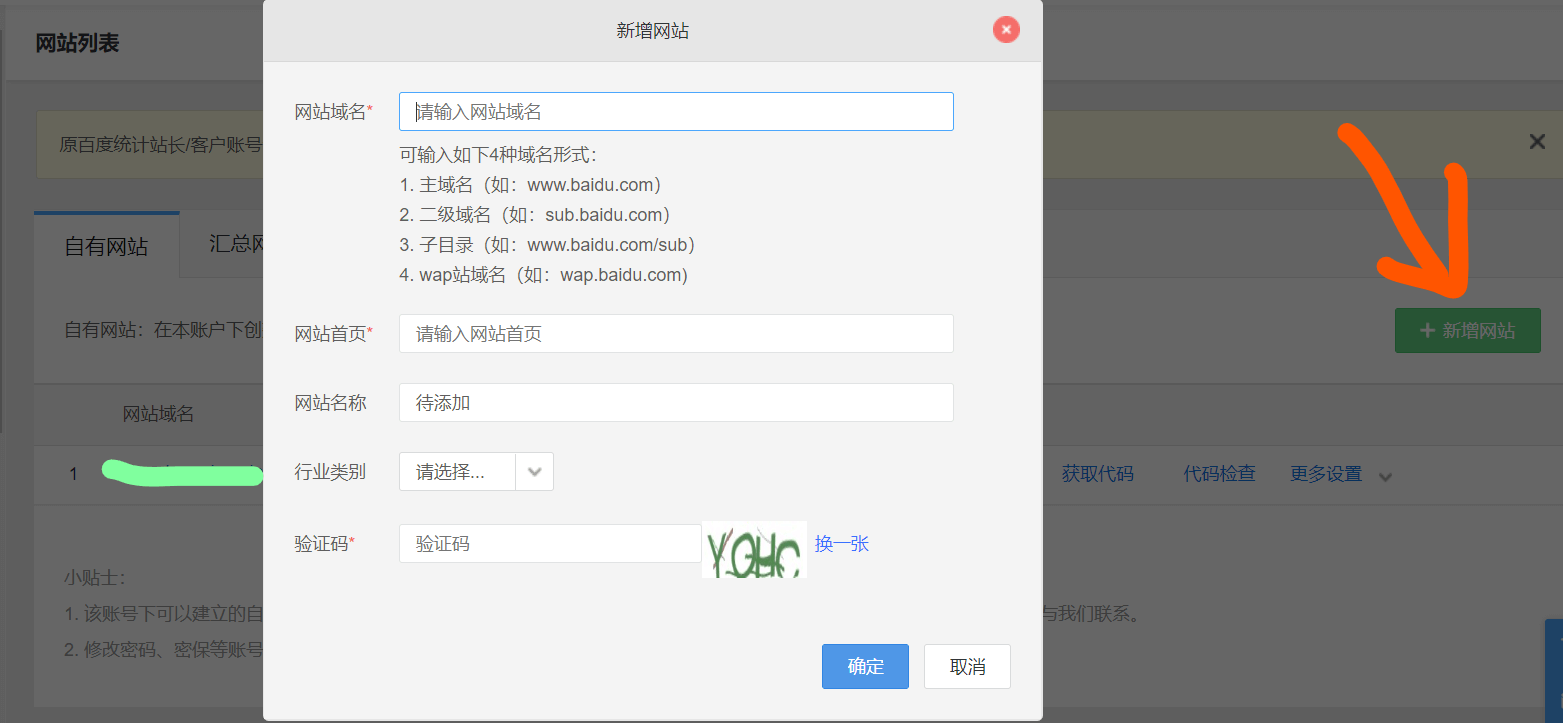 网站列表
新增网站
原百度统计站长/客户账号
网站域名*
请输入网站域名
可输入如下4种域名形式：
1. 主域名（如：www.baidu.com）
2. 二级域名（如：sub.baidu.com）
3. 子目录（如：www.baidu.com/sub）
4. wap站域名（如：wap.baidu.com）
自有网站
汇总网
自有网站：在本账户下创
网站首页*
请输入网站首页
+ 新增网站
网站域名
网站名称
待添加
1
行业类别
请选择...
获取代码
代码检查
更多设置
验证码*
验证码
YGHC
换一张
小贴士：
1. 该账号下可以建立的自
与我们联系。
2. 修改密码、密保等账号
确定
取消